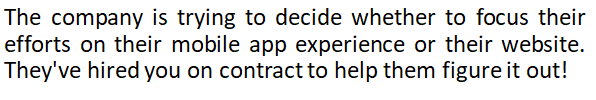 The company is trying to decide whether to focus their
efforts on their mobile app experience or their website.
They've hired you on contract to help them figure it out!